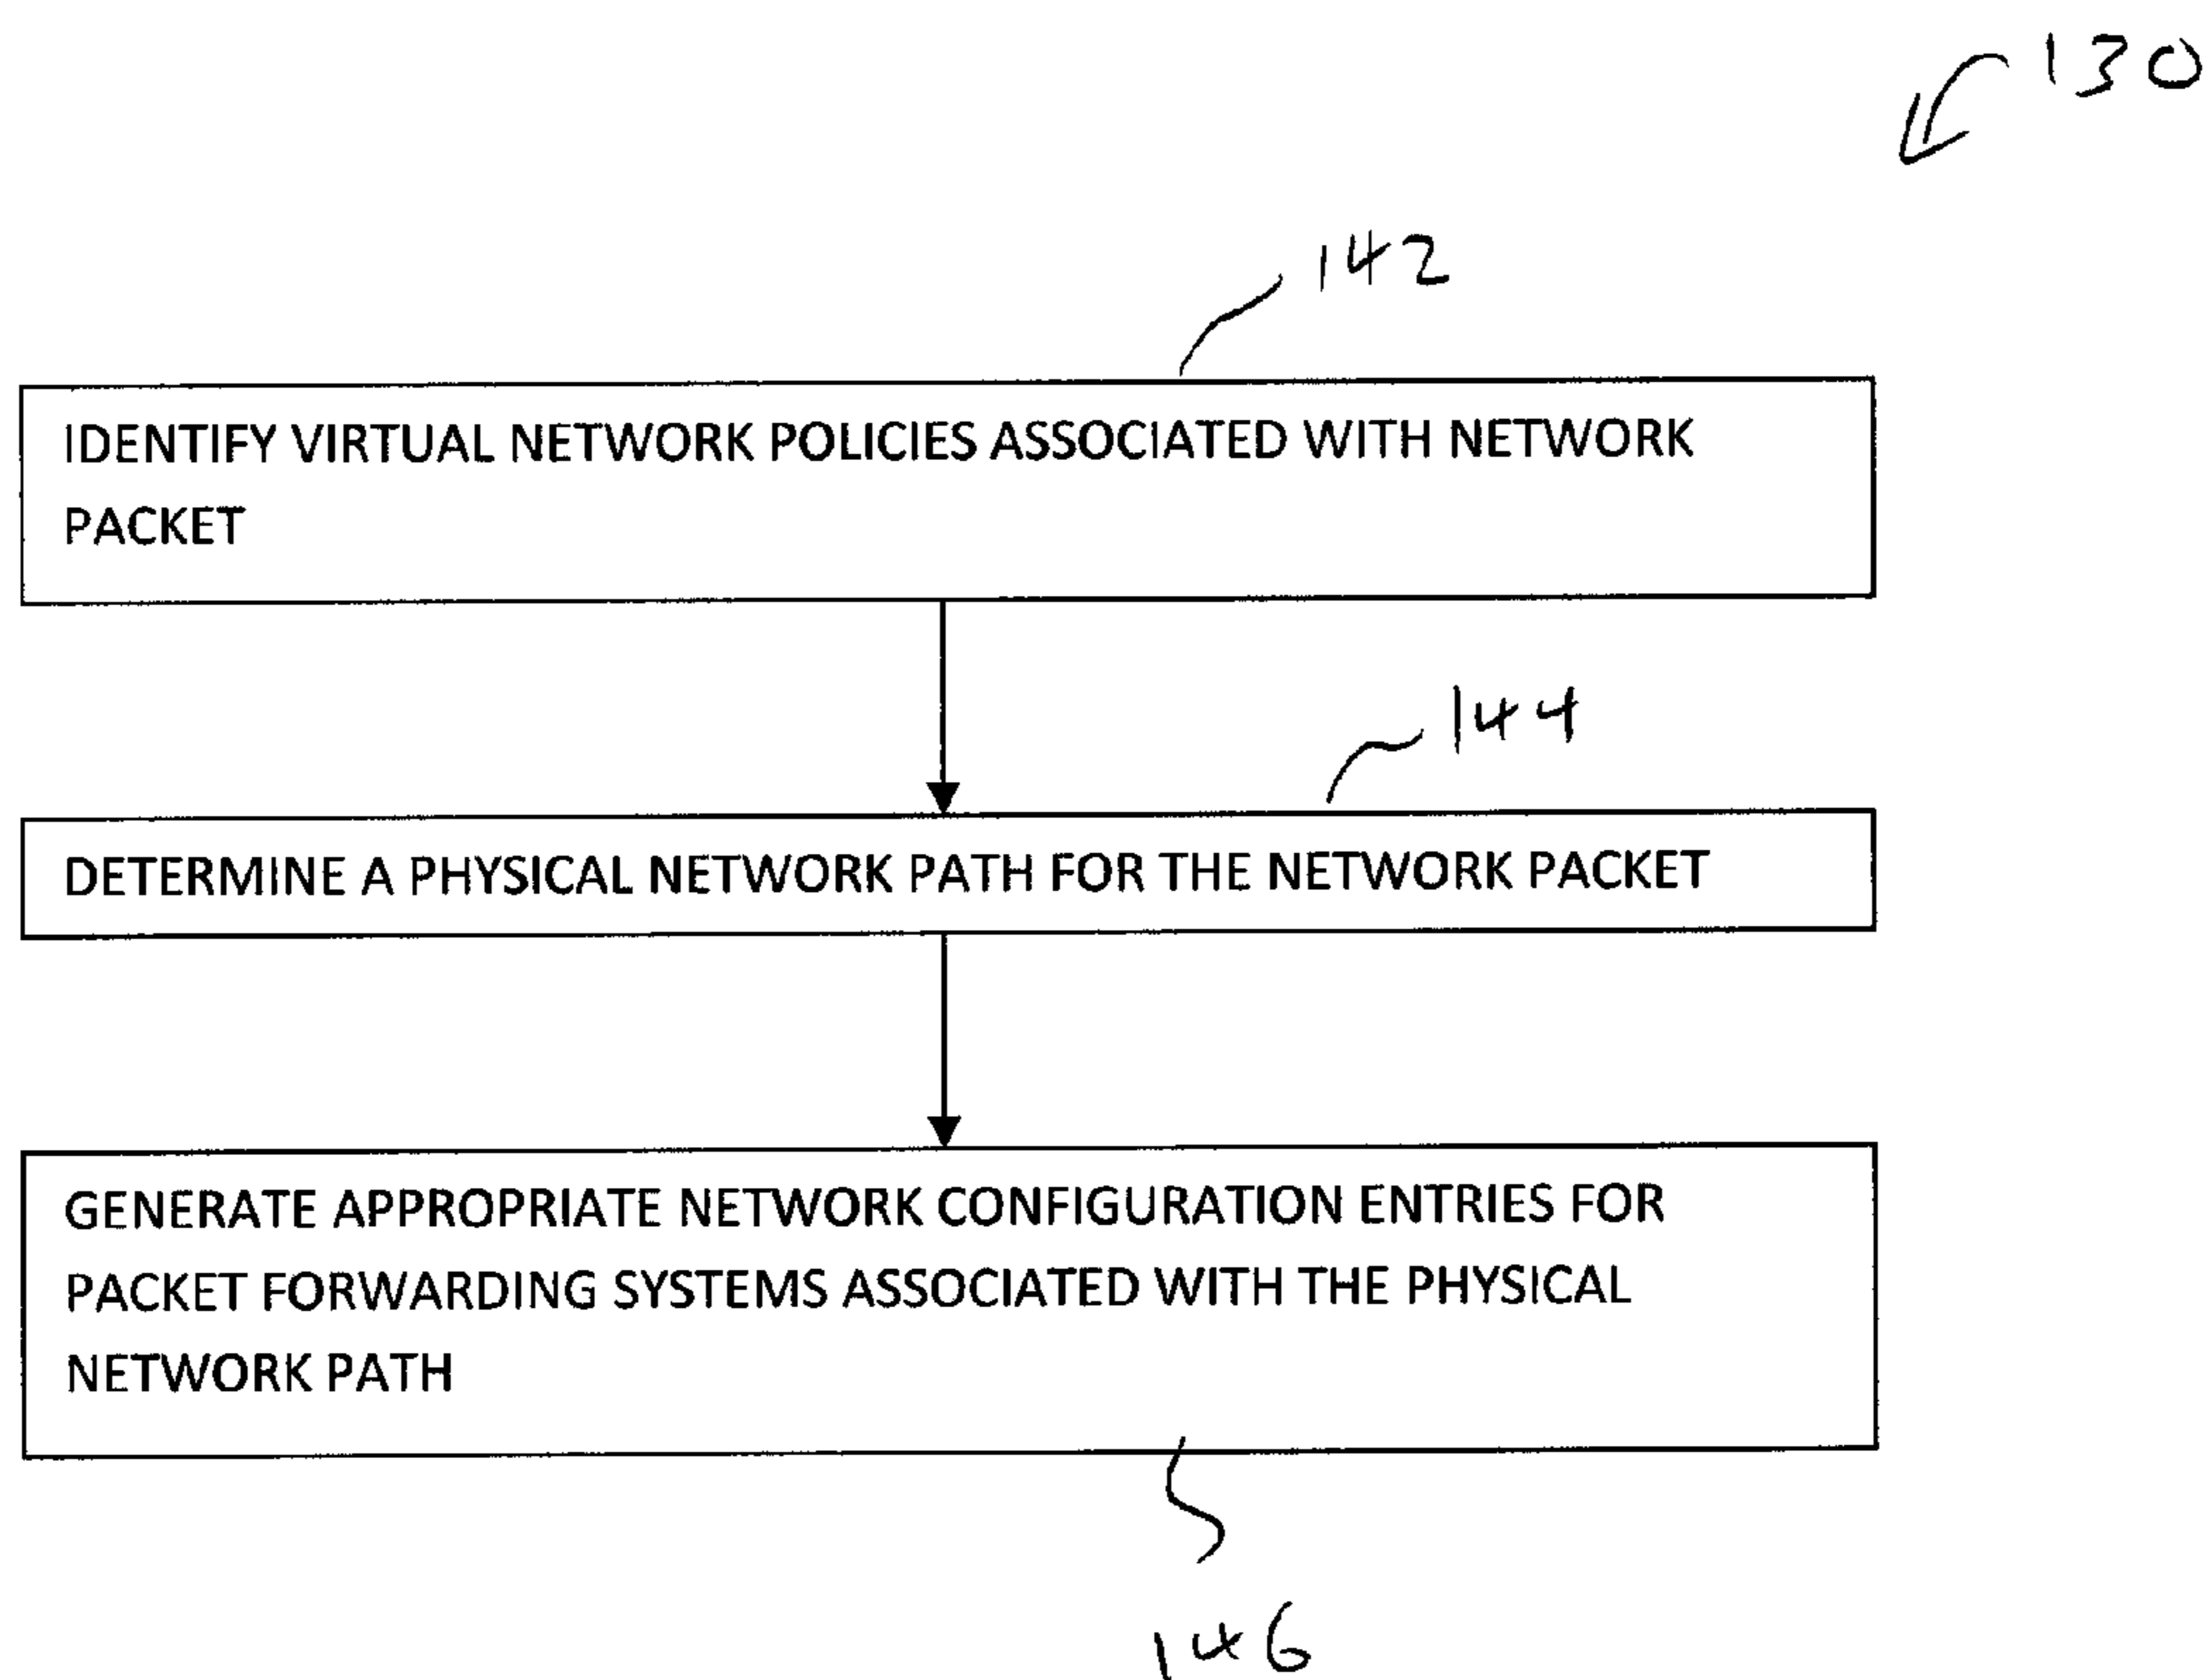 130
142
IDENTIFY VIRTUAL NETWORK POLICIES ASSOCIATED WITH NETWORK
PACKET
144
DETERMINE A PHYSICAL NETWORK PATH FOR THE NETWORK PACKET
GENERATE APPROPRIATE NETWORK CONFIGURATION ENTRIES FOR
PACKET FORWARDING SYSTEMS ASSOCIATED WITH THE PHYSICAL
NETWORK PATH
146